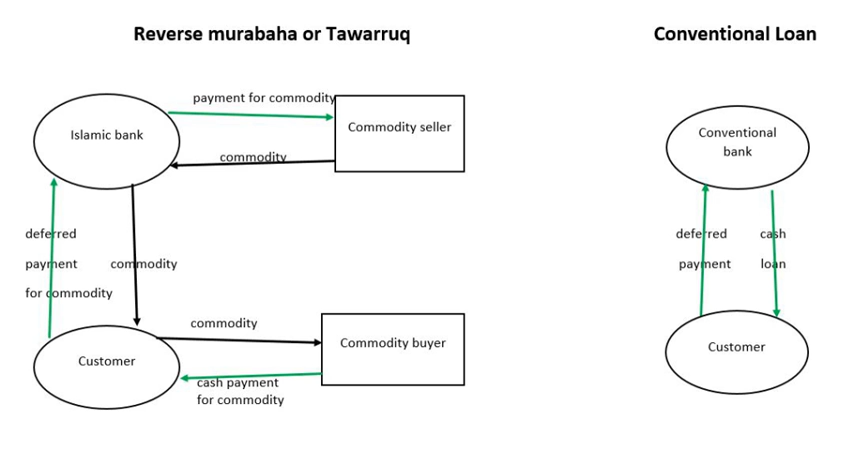 Reverse murabaha or Tawarruq
Conventional Loan
payment for commodity
Islamic bank
Commodity seller
commodity
Conventional
bank
deferred
payment
for commodity
commodity
deferred
payment
cash
loan
commodity
Customer
Commodity buyer
cash payment
for commodity
Customer